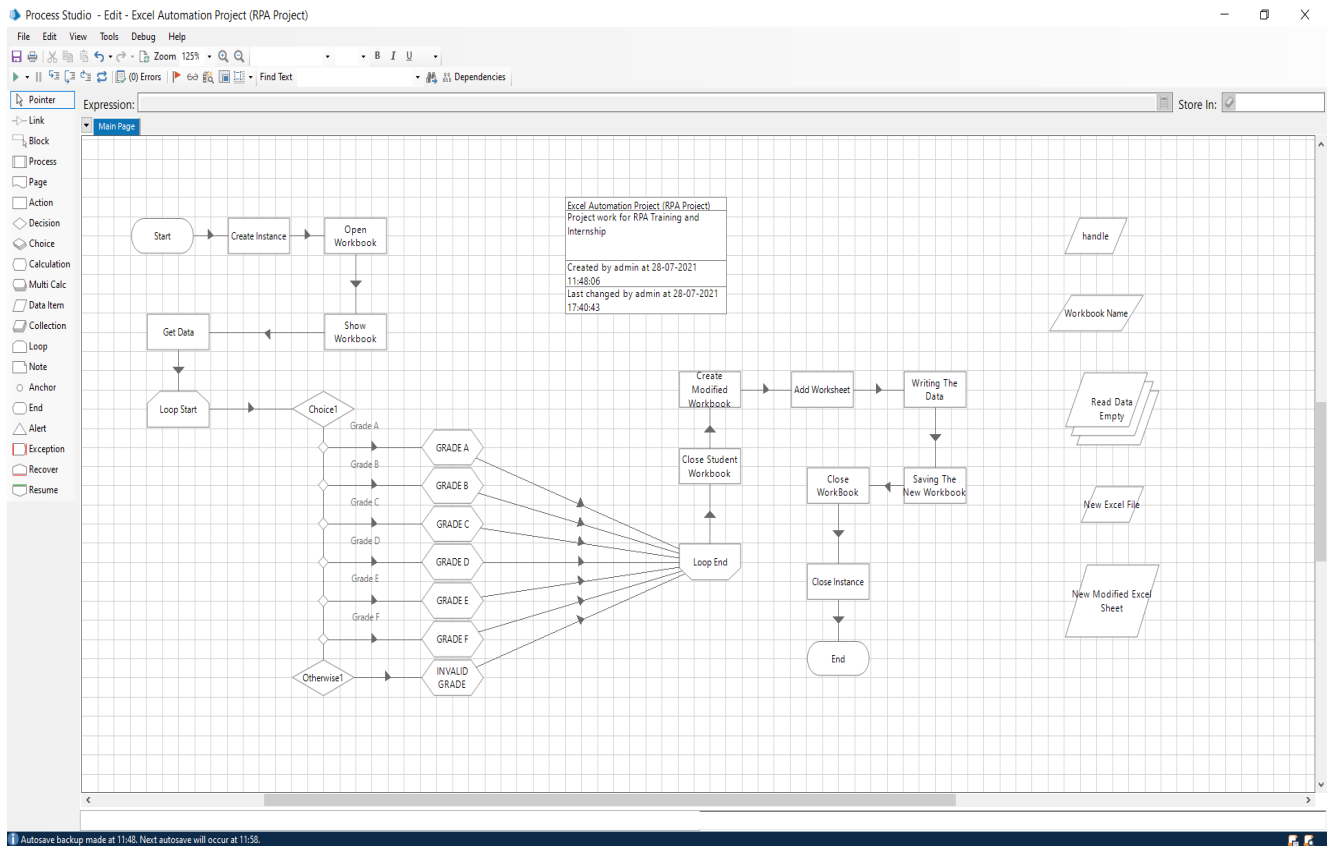 Process Studio - Edit - Excel Automation Project (RPA Project)
File Edit View Tools Debug Help
Zoom 125% B I U
(0) Errors Find Text Dependencies
Pointer
Link
Block
Process
Page
Action
Decision
Choice
Calculation
Multi Calc
Data Item
Collection
Loop
Note
Anchor
End
Alert
Exception
Recover
Resume
Expression:
Store In:
Main Page
Start
Create Instance
Open
Workbook
Show
Workbook
Get Data
Loop Start
Choice1
Grade A
Grade B
Grade C
Grade D
Grade E
Grade F
Otherwise1
GRADE A
GRADE B
GRADE C
GRADE D
GRADE E
GRADE F
INVALID
GRADE
Excel Automation Project (RPA Project)
Project work for RPA Training and
Internship
Created by admin at 28-07-2021
11:48:06
Last changed by admin at 28-07-2021
17:40:43
Loop End
Close Student
Workbook
Create
Modified
Workbook
Add Worksheet
Writing The
Data
Saving The
New Workbook
Close
WorkBook
Close Instance
End
handle
Workbook Name
Read Data
Empty
New Excel File
New Modified Excel
Sheet
Autosave backup made at 11:48. Next autosave will occur at 11:58.